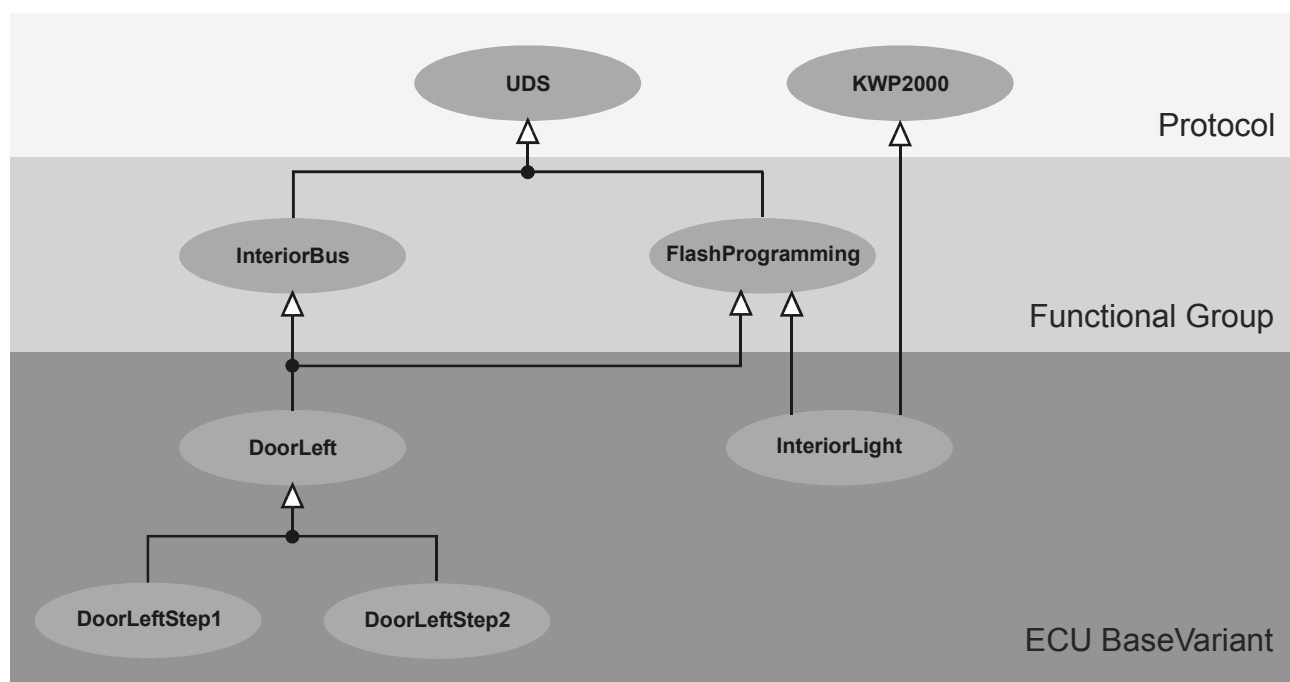 UDS
KWP2000
Protocol
InteriorBus
FlashProgramming
Functional Group
DoorLeft
InteriorLight
DoorLeftStep1
DoorLeftStep2
ECU BaseVariant